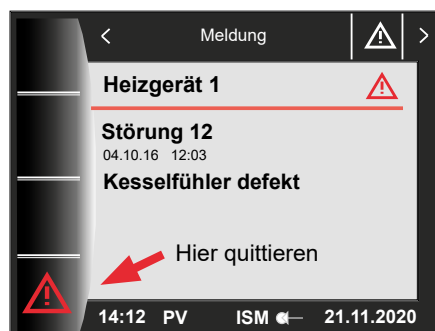 < Meldung >
Heizgerät 1
Störung 12
04.10.16 12:03
Kesselfühler defekt
Hier quittieren
14:12 PV ISM 21.11.2020